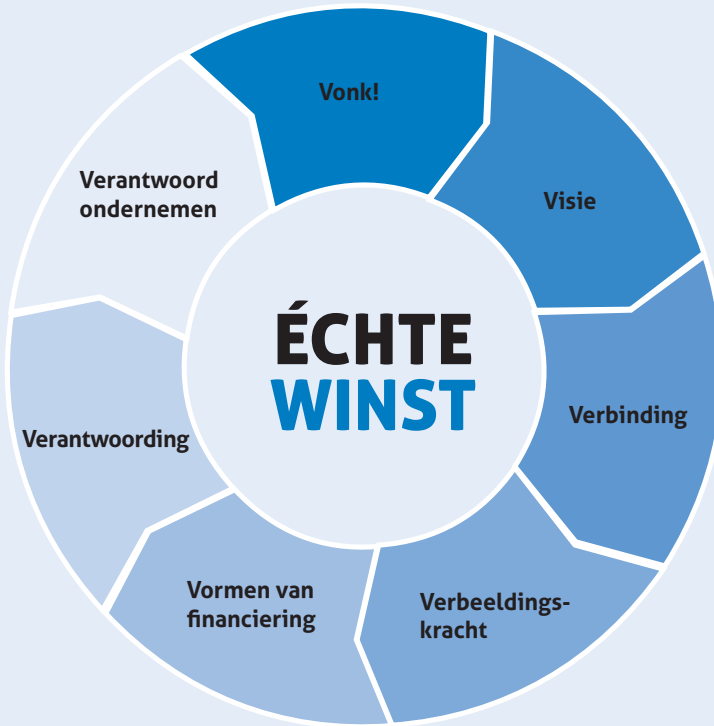 Vonk!
Visie
Verbinding
Verbeeldings-
kracht
Vormen van
financiering
Verantwoording
Verantwoord
ondernemen
ÉCHTE
WINST